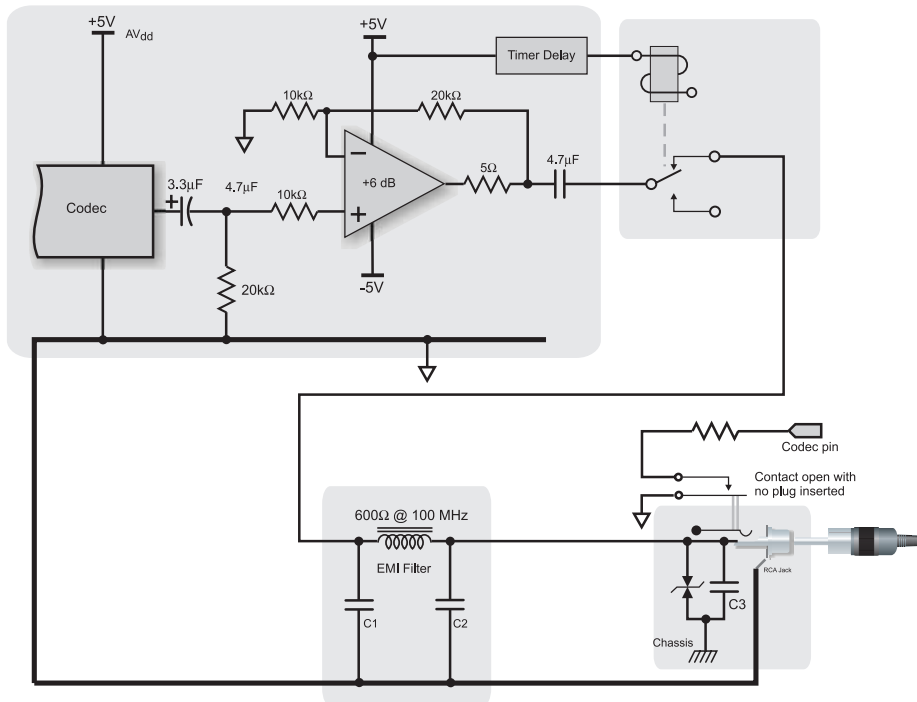 +5V
AVdd
+5V
Timer Delay
10kΩ
20kΩ
3.3µF
4.7µF
10kΩ
−
+6 dB
+
5Ω
4.7µF
Codec
+
20kΩ
-5V
Codec pin
Contact open with
no plug inserted
600Ω @ 100 MHz
EMI Filter
RCA Jack
C1
C2
C3
Chassis